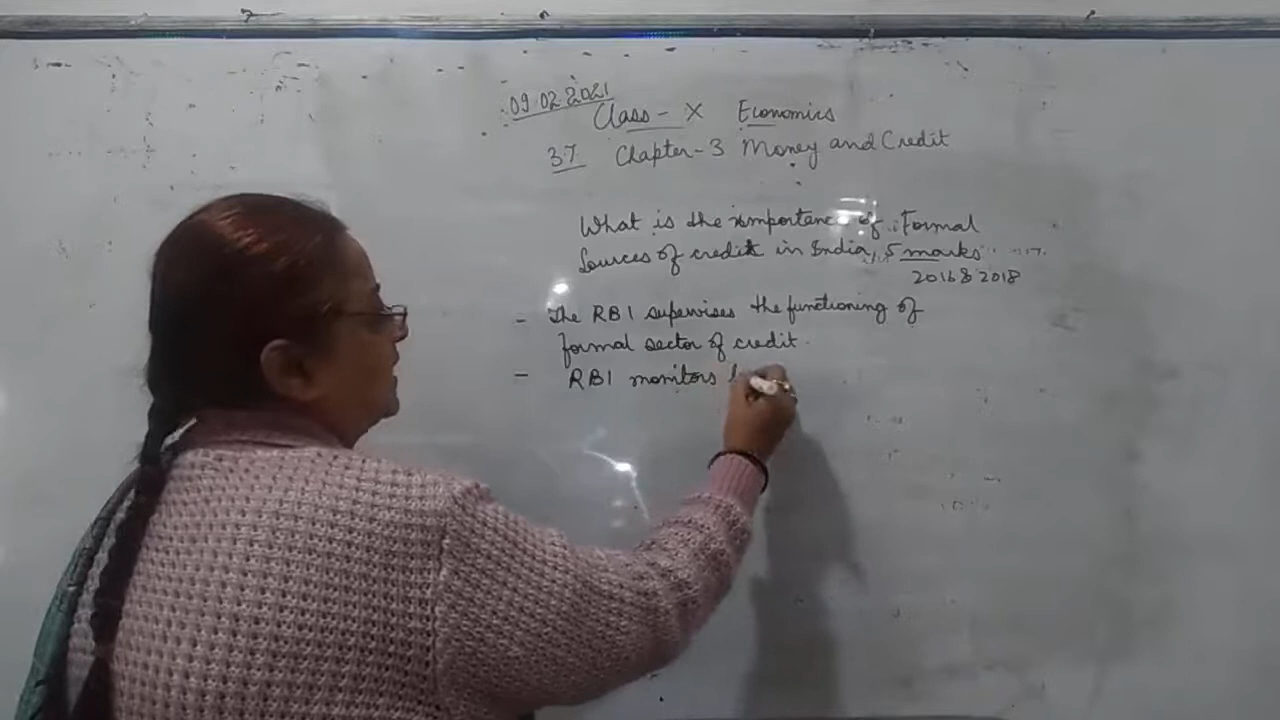 09.02.2021
Class - X Economics
37. Chapter-3 Money and Credit
What is the importance of Formal
Sources of credit in India, 5 marks
2016 & 2018
- The RBI supervises the functioning of
formal sector of credit.
- RBI monitors